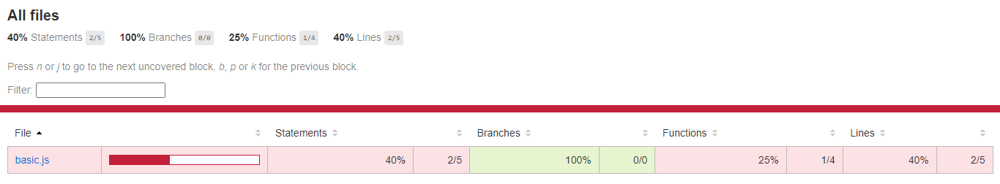 All files
40% Statements 2/5 100% Branches 0/0 25% Functions 1/4 40% Lines 2/5
Press n or j to go to the next uncovered block, b, p or k for the previous block.
Filter:
File Statements Branches Functions Lines
basic.js 40% 2/5 100% 0/0 25% 1/4 40% 2/5